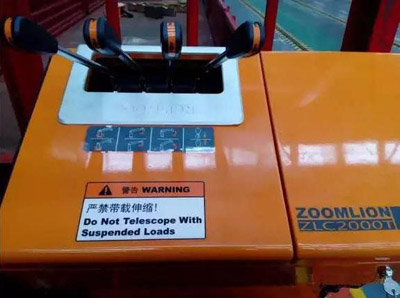 警告 WARNING
严禁带载伸缩!
Do Not Telescope With
Suspended Loads
ZOOMLION
ZLC2000T